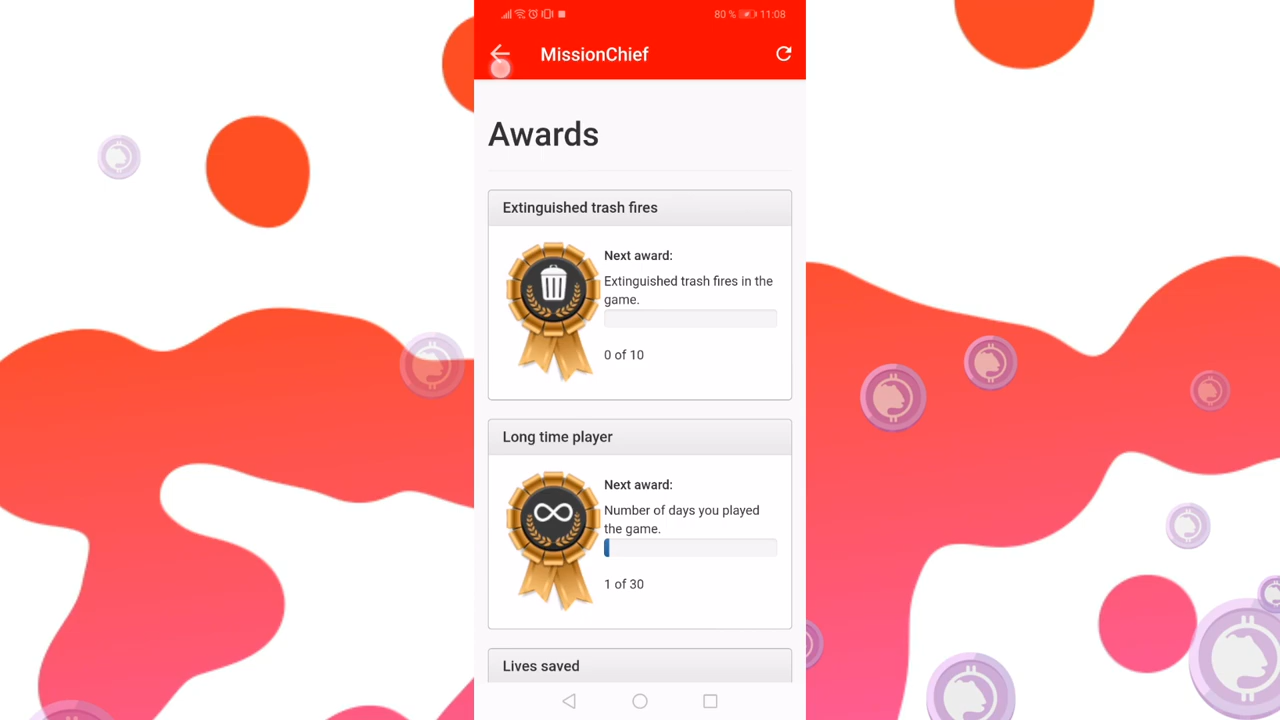 80 % 11:08
MissionChief
Awards
Extinguished trash fires
Next award:
Extinguished trash fires in the
game.
0 of 10
Long time player
Next award:
Number of days you played
the game.
1 of 30
Lives saved